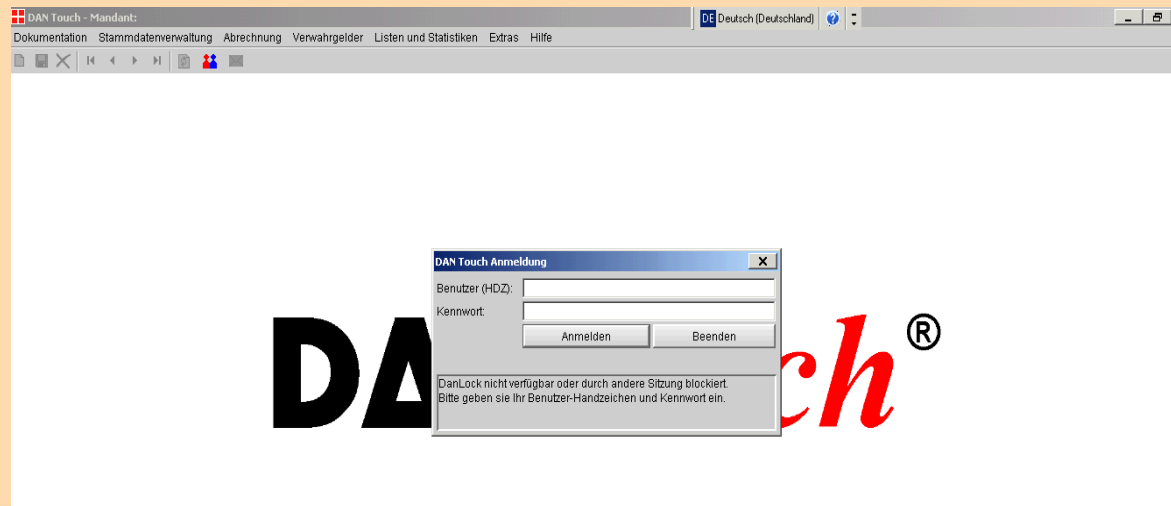 DAN Touch - Mandant:
DE Deutsch (Deutschland)
Dokumentation Stammdatenverwaltung Abrechnung Verwahrgelder Listen und Statistiken Extras Hilfe
DAN Touch Anmeldung
Benutzer (HDZ):
Kennwort:
Anmelden Beenden
DA ch®
DanLock nicht verfügbar oder durch andere Sitzung blockiert.
Bitte geben sie Ihr Benutzer-Handzeichen und Kennwort ein.